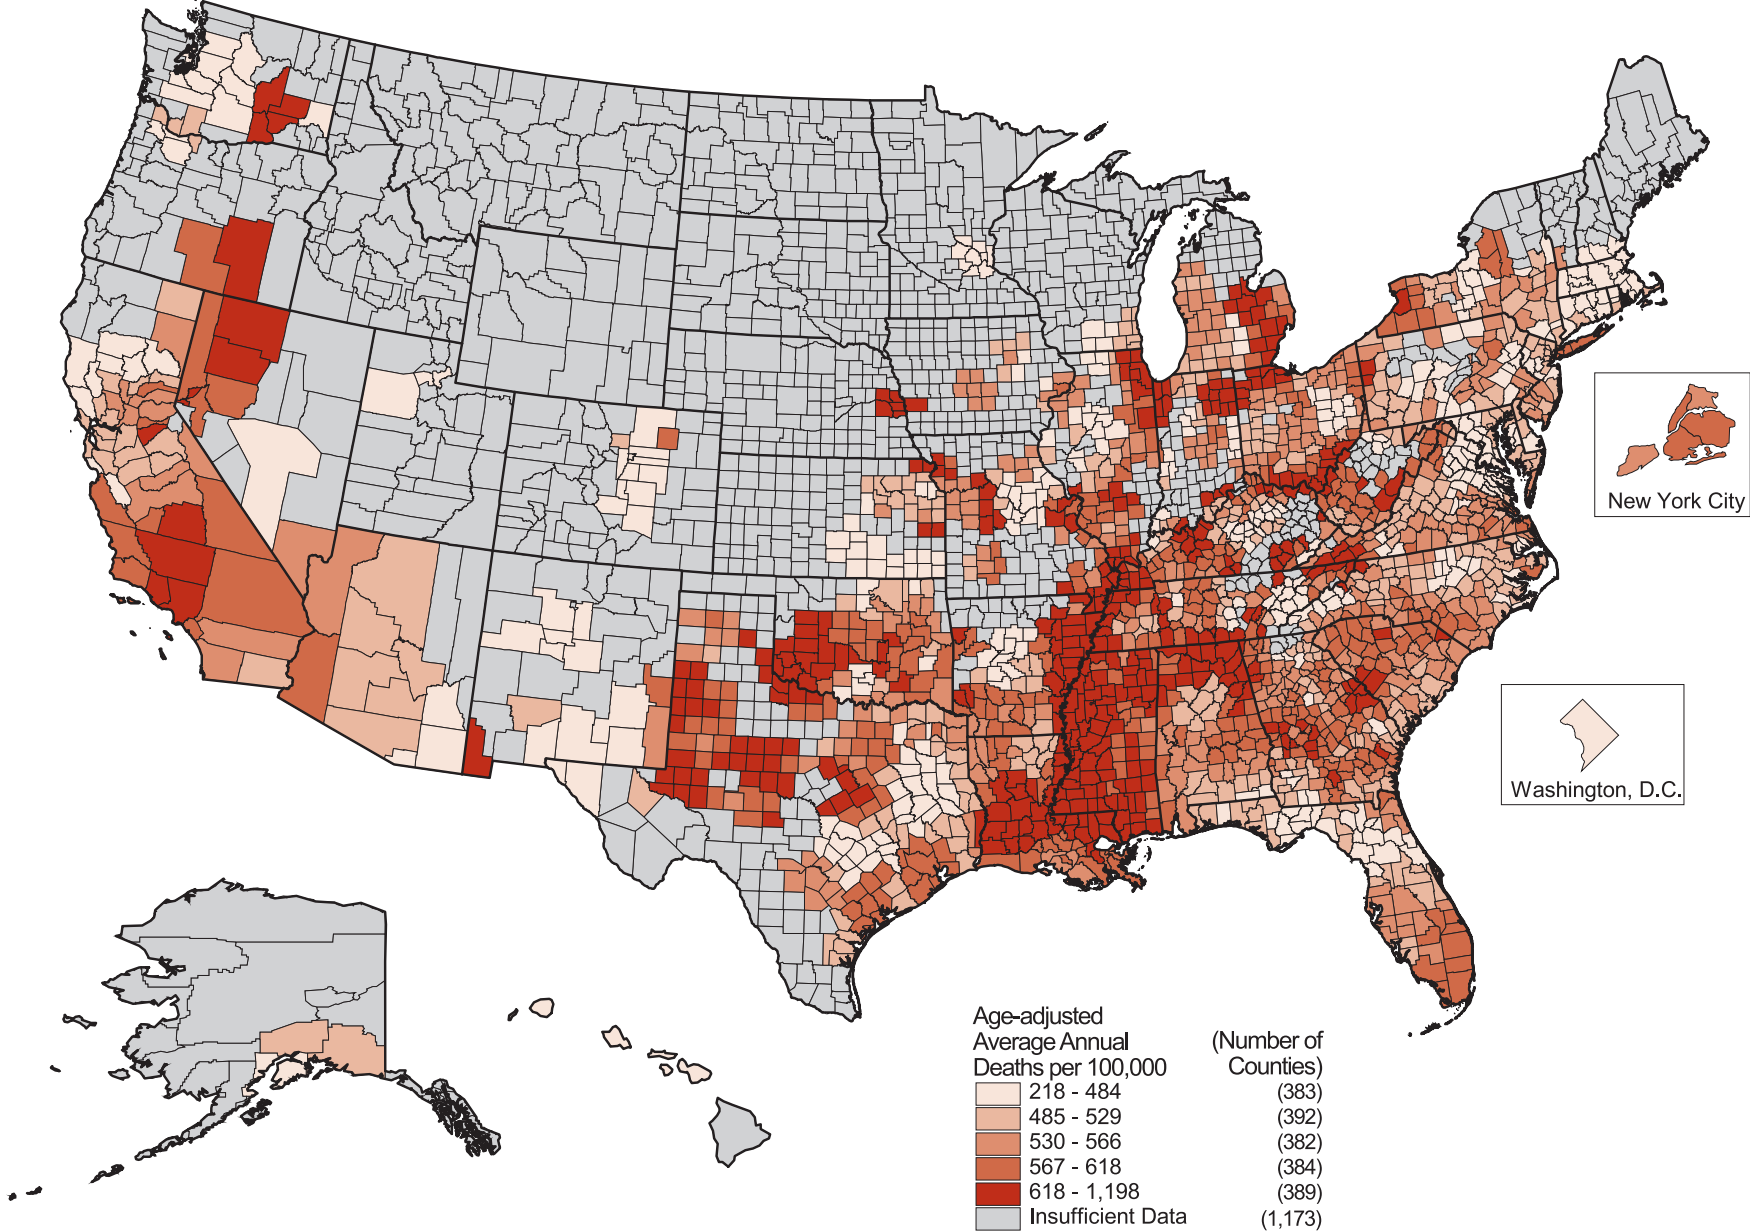 New York City
Washington, D.C.
Age-adjusted
Average Annual (Number of
Deaths per 100,000 Counties)
218 - 484 (383)
485 - 529 (392)
530 - 566 (382)
567 - 618 (384)
618 - 1,198 (389)
Insufficient Data (1,173)